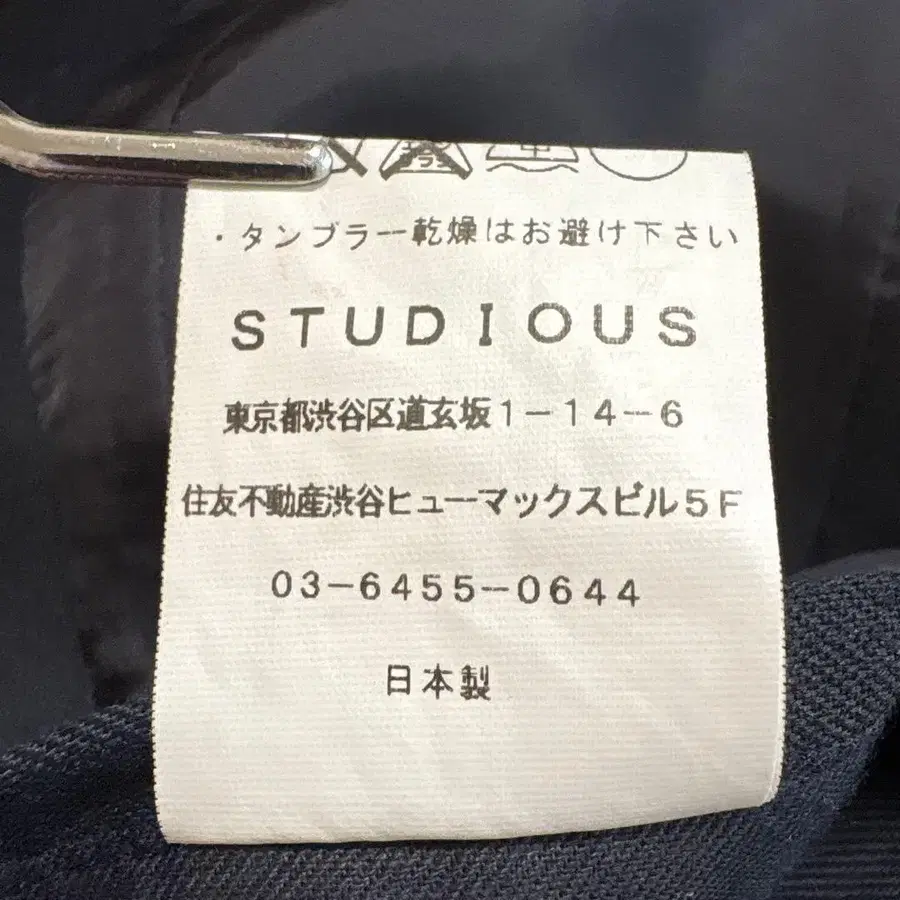 ・タンブラー乾燥はお避け下さい
STUDIOUS
東京都渋谷区道玄坂1-14-6
住友不動産渋谷ヒューマックスビル5F
03-6455-0644
日本製